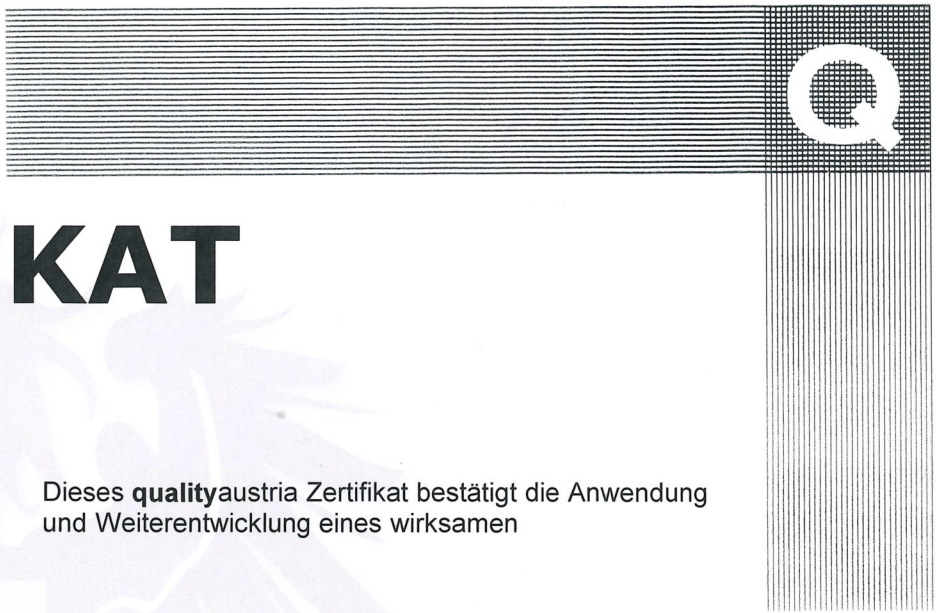 Q
KAT
Dieses qualityaustria Zertifikat bestätigt die Anwendung
und Weiterentwicklung eines wirksamen